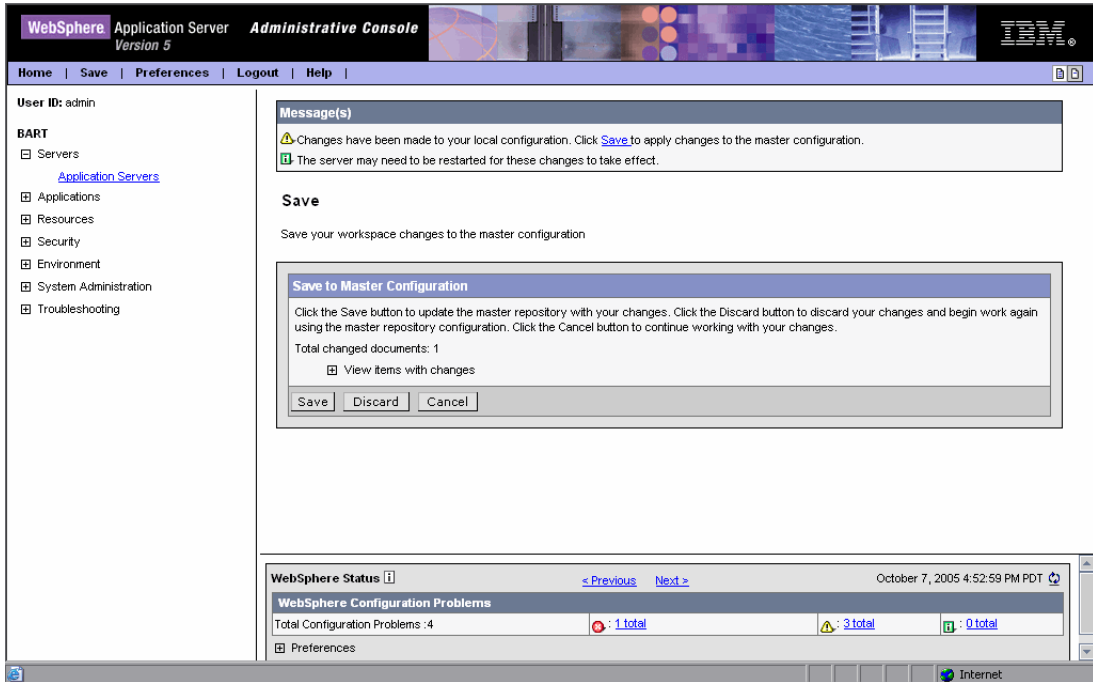 WebSphere Application Server Administrative Console
Version 5
IBM®
Home | Save | Preferences | Logout | Help |
User ID: admin
BART
Servers
Application Servers
Applications
Resources
Security
Environment
System Administration
Troubleshooting
Message(s)
Changes have been made to your local configuration. Click Save to apply changes to the master configuration.
The server may need to be restarted for these changes to take effect.
Save
Save your workspace changes to the master configuration
Save to Master Configuration
Click the Save button to update the master repository with your changes. Click the Discard button to discard your changes and begin work again
using the master repository configuration. Click the Cancel button to continue working with your changes.
Total changed documents: 1
View items with changes
Save Discard Cancel
WebSphere Status i < Previous Next > October 7, 2005 4:52:59 PM PDT
WebSphere Configuration Problems
Total Configuration Problems :4 : 1 total : 3 total : 0 total
Preferences
Internet